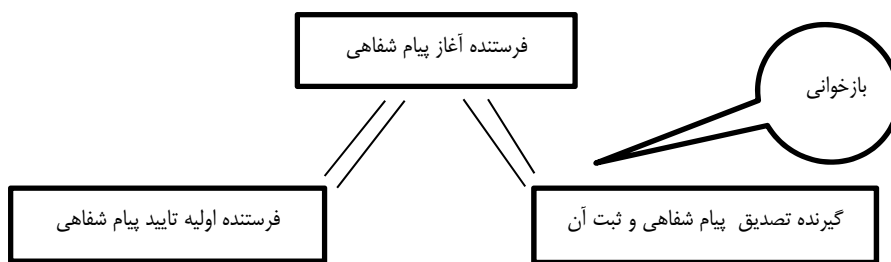 فرستنده آغاز پیام شفاهی
بازخوانی
گیرنده تصدیق پیام شفاهی و ثبت آن
فرستنده اولیه تایید پیام شفاهی